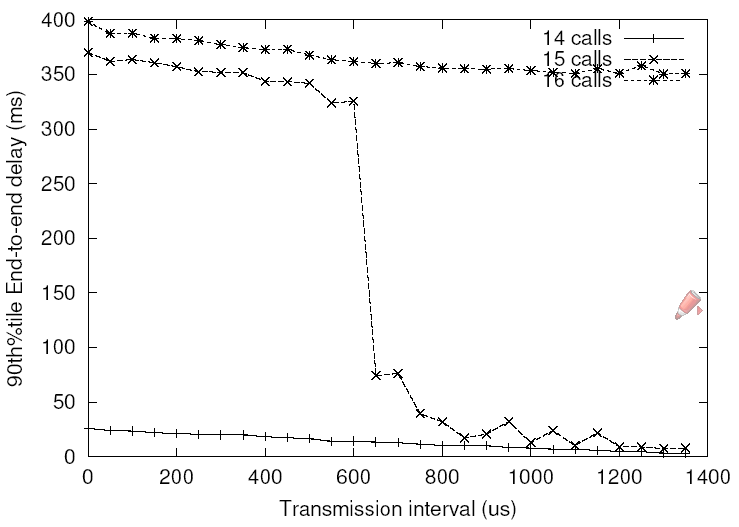 400
350
300
250
200
150
100
50
0
90th%tile End-to-end delay (ms)
14 calls
15 calls
16 calls
0 200 400 600 800 1000 1200 1400
Transmission interval (us)